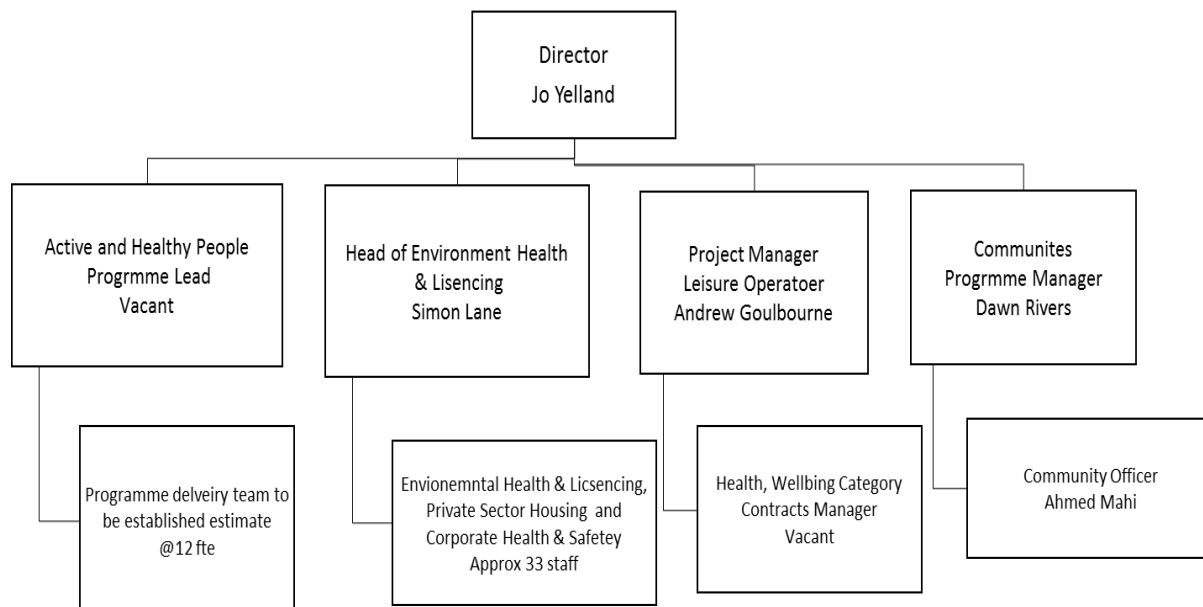 Director
Jo Yelland
Active and Healthy People
Progrmme Lead
Vacant
Head of Environment Health
& Lisencing
Simon Lane
Project Manager
Leisure Operatoer
Andrew Goulbourne
Communites
Progrmme Manager
Dawn Rivers
Programme delveiry team to
be established estimate
@12 fte
Envionemntal Health & Licsencing,
Private Sector Housing and
Corporate Health & Safetey
Approx 33 staff
Health, Wellbing Category
Contracts Manager
Vacant
Community Officer
Ahmed Mahi